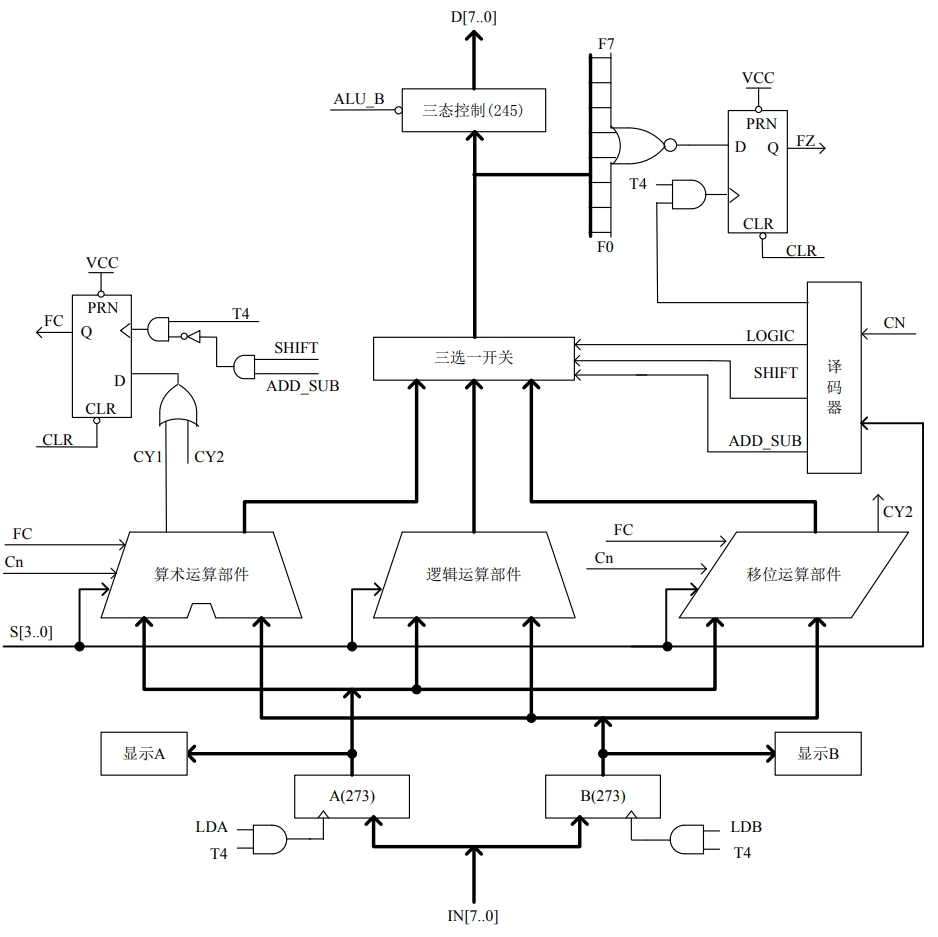 D[7..0]
F7
ALU_B
三态控制(245)
VCC
PRN
D
Q
FZ
T4
CLR
F0
CLR
VCC
PRN
FC
Q
T4
SHIFT
D
ADD_SUB
CLR
CLR
CY1
CY2
三选一开关
LOGIC
SHIFT
ADD_SUB
译
码
器
CN
CY2
FC
Cn
算术运算部件
逻辑运算部件
FC
Cn
移位运算部件
S[3..0]
显示A
显示B
A(273)
B(273)
LDA
T4
LDB
T4
IN[7..0]